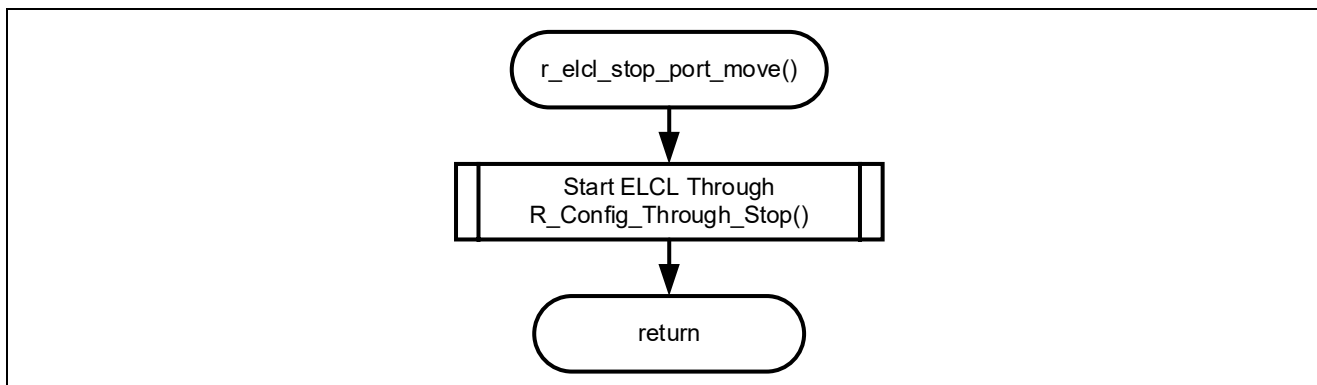 r_elcl_stop_port_move()
Start ELCL Through
R_Config_Through_Stop()
return